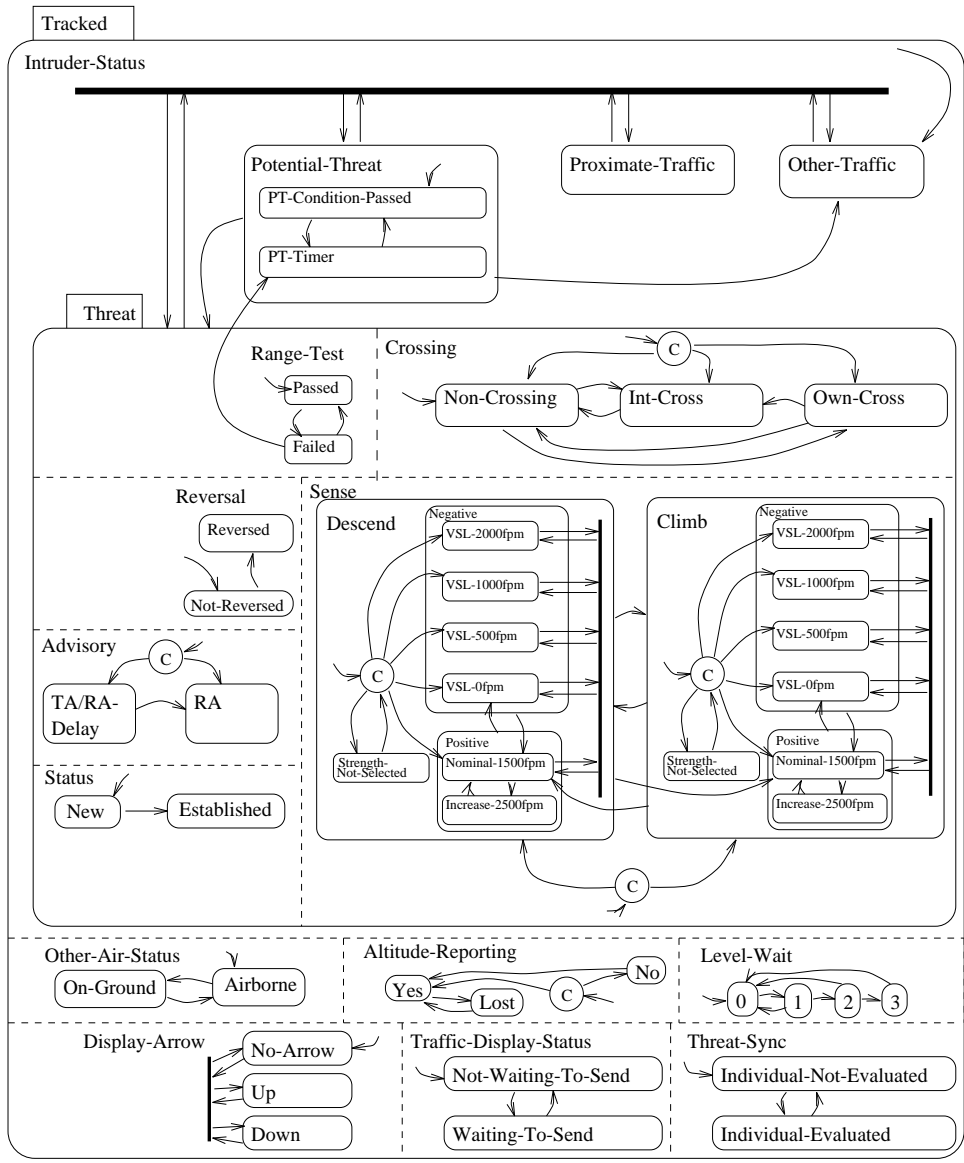 Tracked
Intruder-Status
Potential-Threat
Proximate-Traffic
Other-Traffic
PT-Condition-Passed
PT-Timer
Threat
Range-Test
Passed
Failed
Crossing
C
Non-Crossing
Int-Cross
Own-Cross
Reversal
Reversed
Not-Reversed
Advisory
C
TA/RA-
Delay
RA
Status
New
Established
Sense
Descend
Negative
VSL-2000fpm
VSL-1000fpm
VSL-500fpm
VSL-0fpm
C
Strength-
Not-Selected
Positive
Nominal-1500fpm
Increase-2500fpm
Climb
Negative
VSL-2000fpm
VSL-1000fpm
VSL-500fpm
VSL-0fpm
C
Strength-
Not-Selected
Positive
Nominal-1500fpm
Increase-2500fpm
C
Other-Air-Status
On-Ground
Airborne
Altitude-Reporting
Yes
Lost
C
No
Level-Wait
0
1
2
3
Display-Arrow
No-Arrow
Up
Down
Traffic-Display-Status
Not-Waiting-To-Send
Waiting-To-Send
Threat-Sync
Individual-Not-Evaluated
Individual-Evaluated